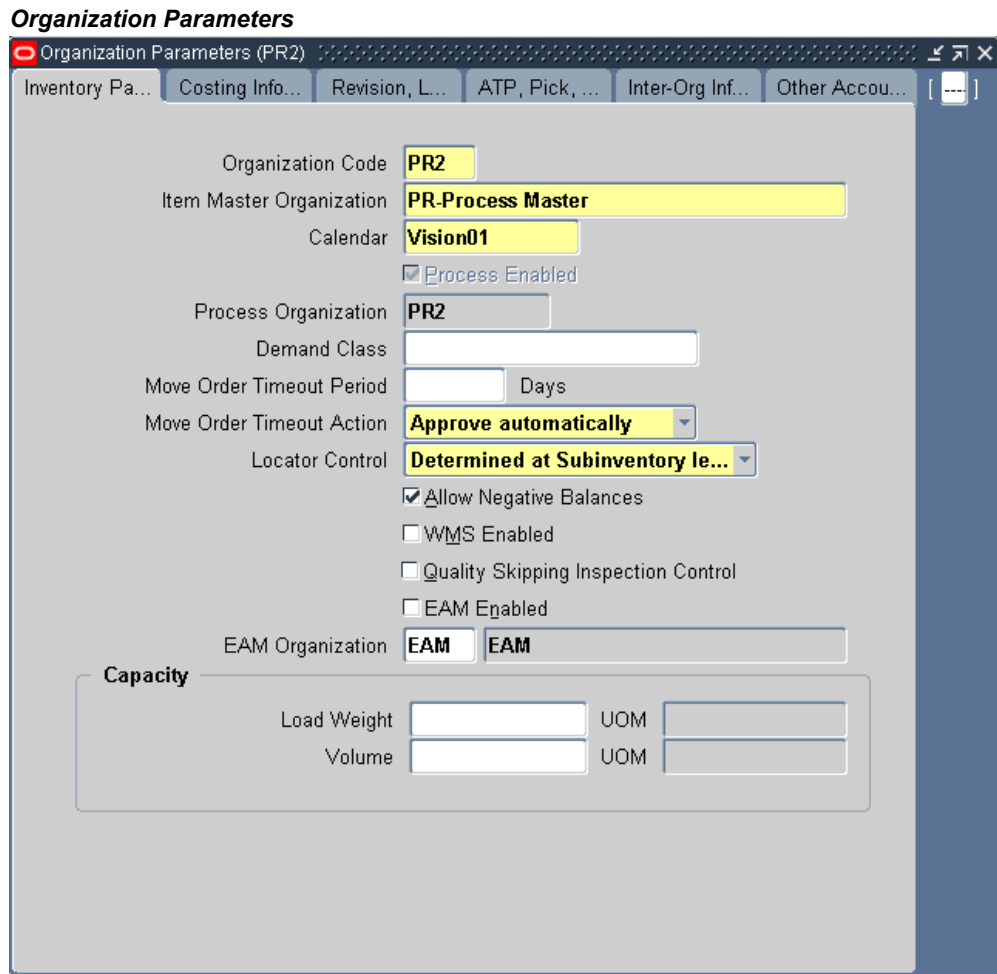 Organization Parameters
Organization Parameters (PR2)
Inventory Pa... Costing Info... Revision, L... ATP, Pick, ... Inter-Org Inf... Other Accou... [ ---- ]
Organization Code PR2
Item Master Organization PR-Process Master
Calendar Vision01
Process Enabled
Process Organization PR2
Demand Class
Move Order Timeout Period Days
Move Order Timeout Action Approve automatically
Locator Control Determined at Subinventory le...
Allow Negative Balances
WMS Enabled
Quality Skipping Inspection Control
EAM Enabled
EAM Organization EAM EAM
Capacity
Load Weight UOM
Volume UOM